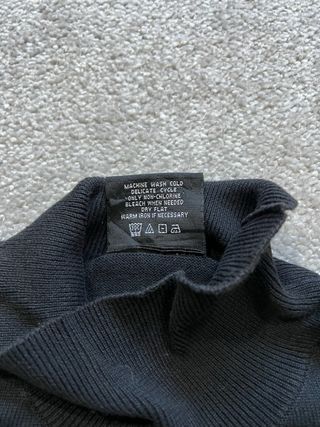 MACHINE WASH COLD
DELICATE CYCLE
-ONLY NON-CHLORINE
BLEACH WHEN NEEDED
DRY FLAT
WARM IRON IF NECESSARY